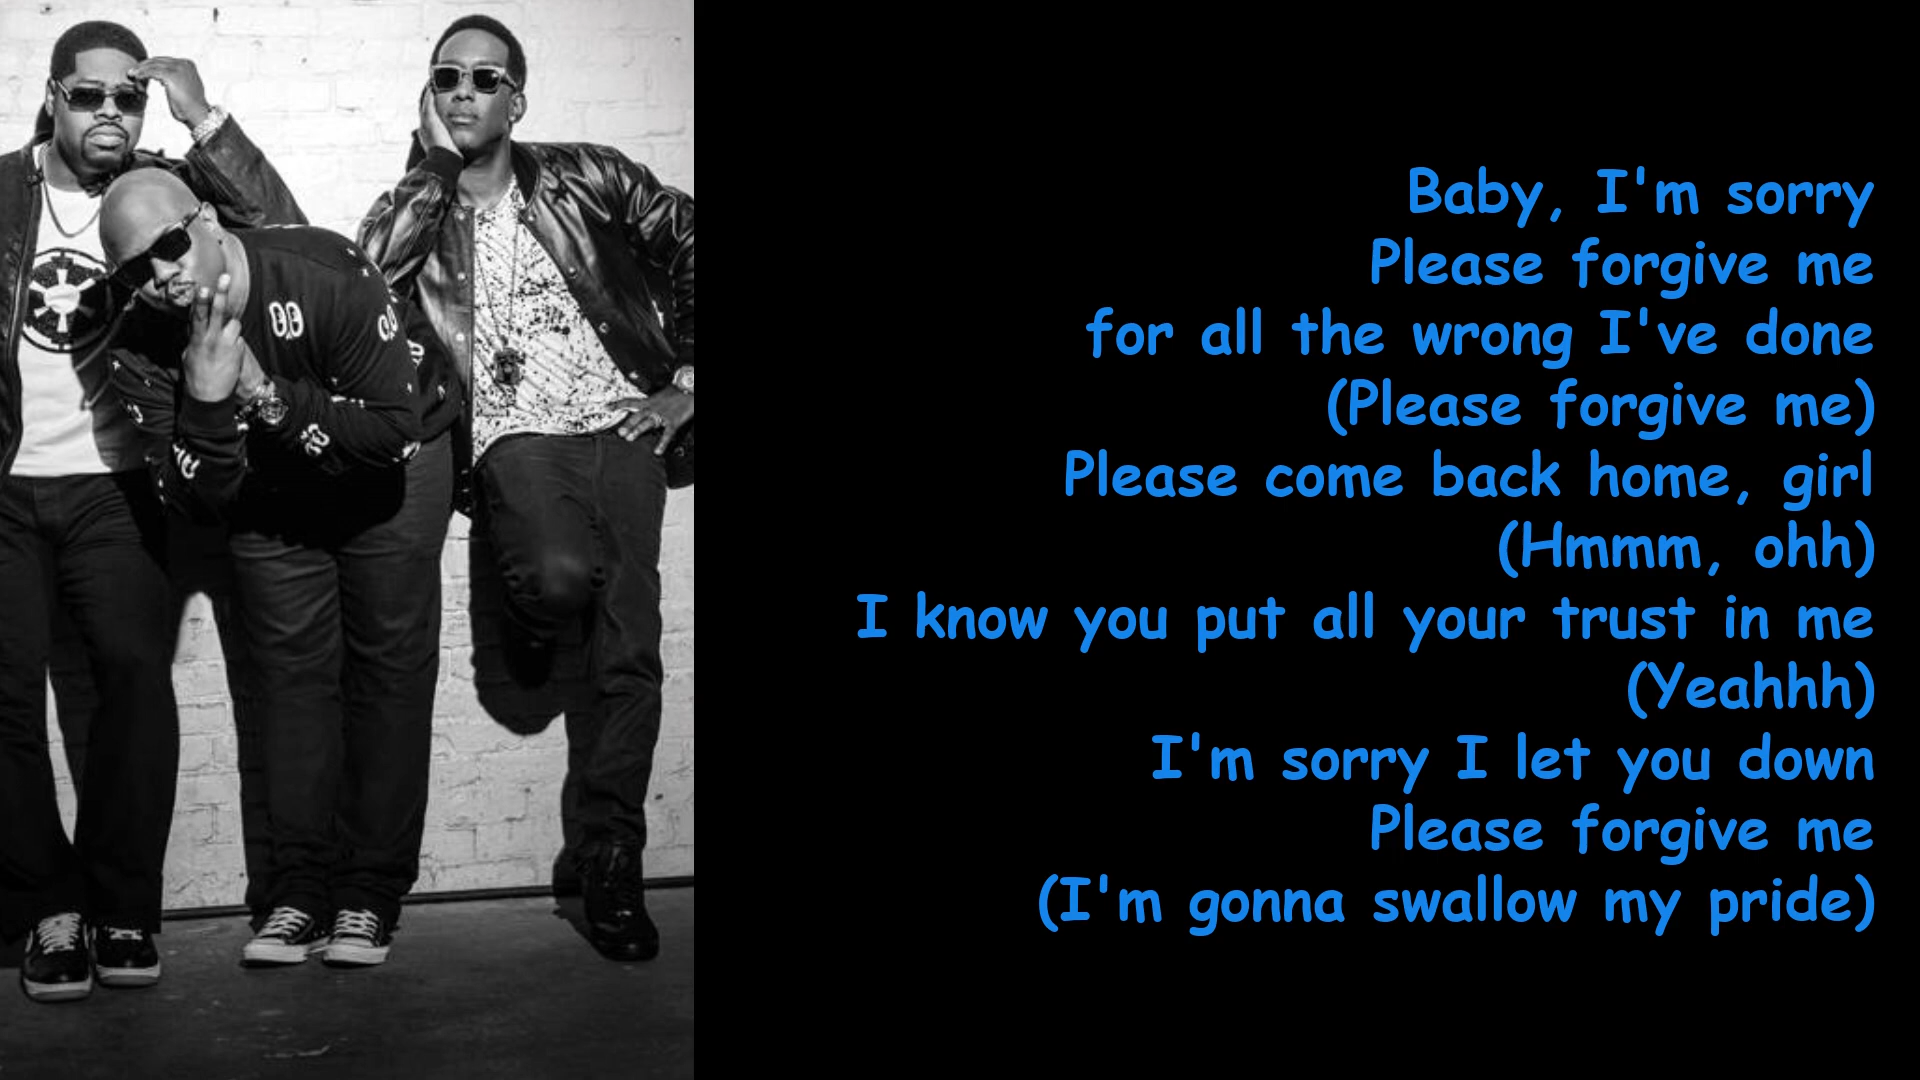 Baby, I'm sorry
Please forgive me
for all the wrong I've done
(Please forgive me)
Please come back home, girl
(Hmmm, ohh)
I know you put all your trust in me
(Yeahhh)
I'm sorry I let you down
Please forgive me
(I'm gonna swallow my pride)